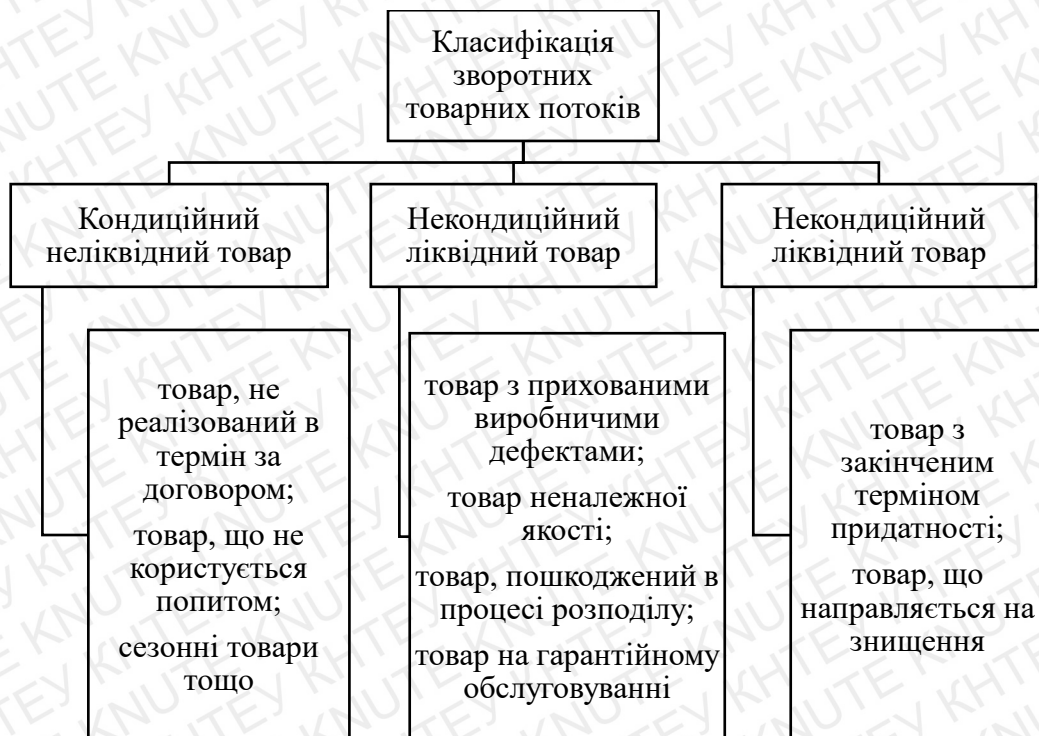 Класифікація
зворотних
товарних потоків
Кондиційний
неліквідний товар
Некондиційний
ліквідний товар
Некондиційний
ліквідний товар
товар, не
реалізований в
термін за
договором;
товар, що не
користується
попитом;
сезонні товари
тощо
товар з прихованими
виробничими
дефектами;
товар неналежної
якості;
товар, пошкоджений в
процесі розподілу;
товар на гарантійному
обслуговуванні
товар з
закінченим
терміном
придатності;
товар, що
направляється на
знищення